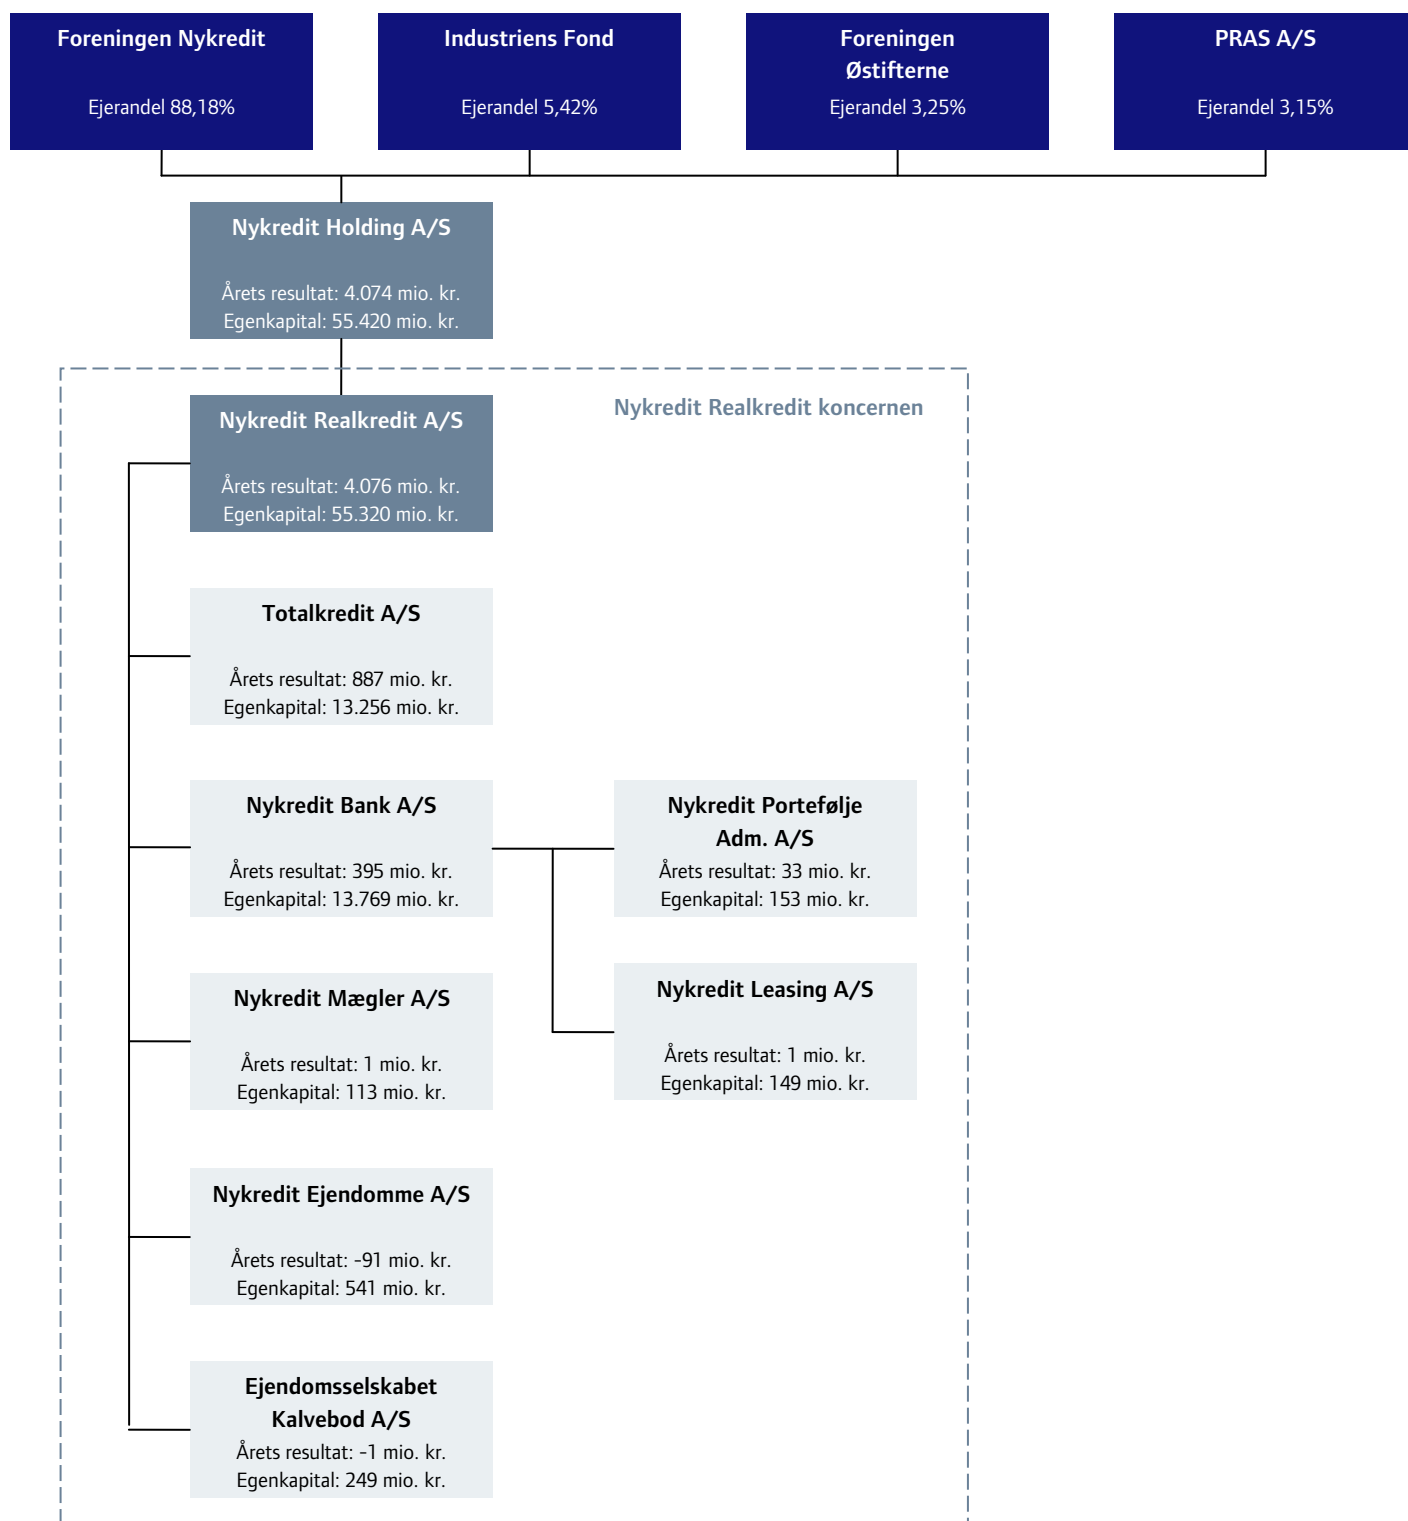 Foreningen Nykredit
Ejerandel 88,18%
Industriens Fond
Ejerandel 5,42%
Foreningen
Østifterne
Ejerandel 3,25%
PRAS A/S
Ejerandel 3,15%
Nykredit Holding A/S
Årets resultat: 4.074 mio. kr.
Egenkapital: 55.420 mio. kr.
Nykredit Realkredit koncernen
Nykredit Realkredit A/S
Årets resultat: 4.076 mio. kr.
Egenkapital: 55.320 mio. kr.
Totalkredit A/S
Årets resultat: 887 mio. kr.
Egenkapital: 13.256 mio. kr.
Nykredit Bank A/S
Årets resultat: 395 mio. kr.
Egenkapital: 13.769 mio. kr.
Nykredit Portefølje
Adm. A/S
Årets resultat: 33 mio. kr.
Egenkapital: 153 mio. kr.
Nykredit Leasing A/S
Årets resultat: 1 mio. kr.
Egenkapital: 149 mio. kr.
Nykredit Mægler A/S
Årets resultat: 1 mio. kr.
Egenkapital: 113 mio. kr.
Nykredit Ejendomme A/S
Årets resultat: -91 mio. kr.
Egenkapital: 541 mio. kr.
Ejendomsselskabet
Kalvebod A/S
Årets resultat: -1 mio. kr.
Egenkapital: 249 mio. kr.